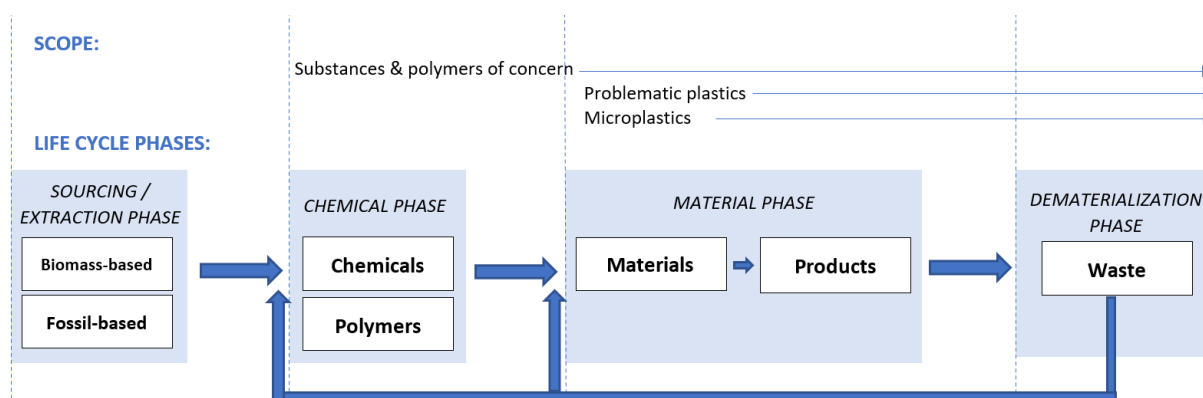 SCOPE:
Substances & polymers of concern
Problematic plastics
Microplastics
LIFE CYCLE PHASES:
SOURCING /
EXTRACTION PHASE
Biomass-based
Fossil-based
CHEMICAL PHASE
Chemicals
Polymers
MATERIAL PHASE
Materials
Products
DEMATERIALIZATION
PHASE
Waste